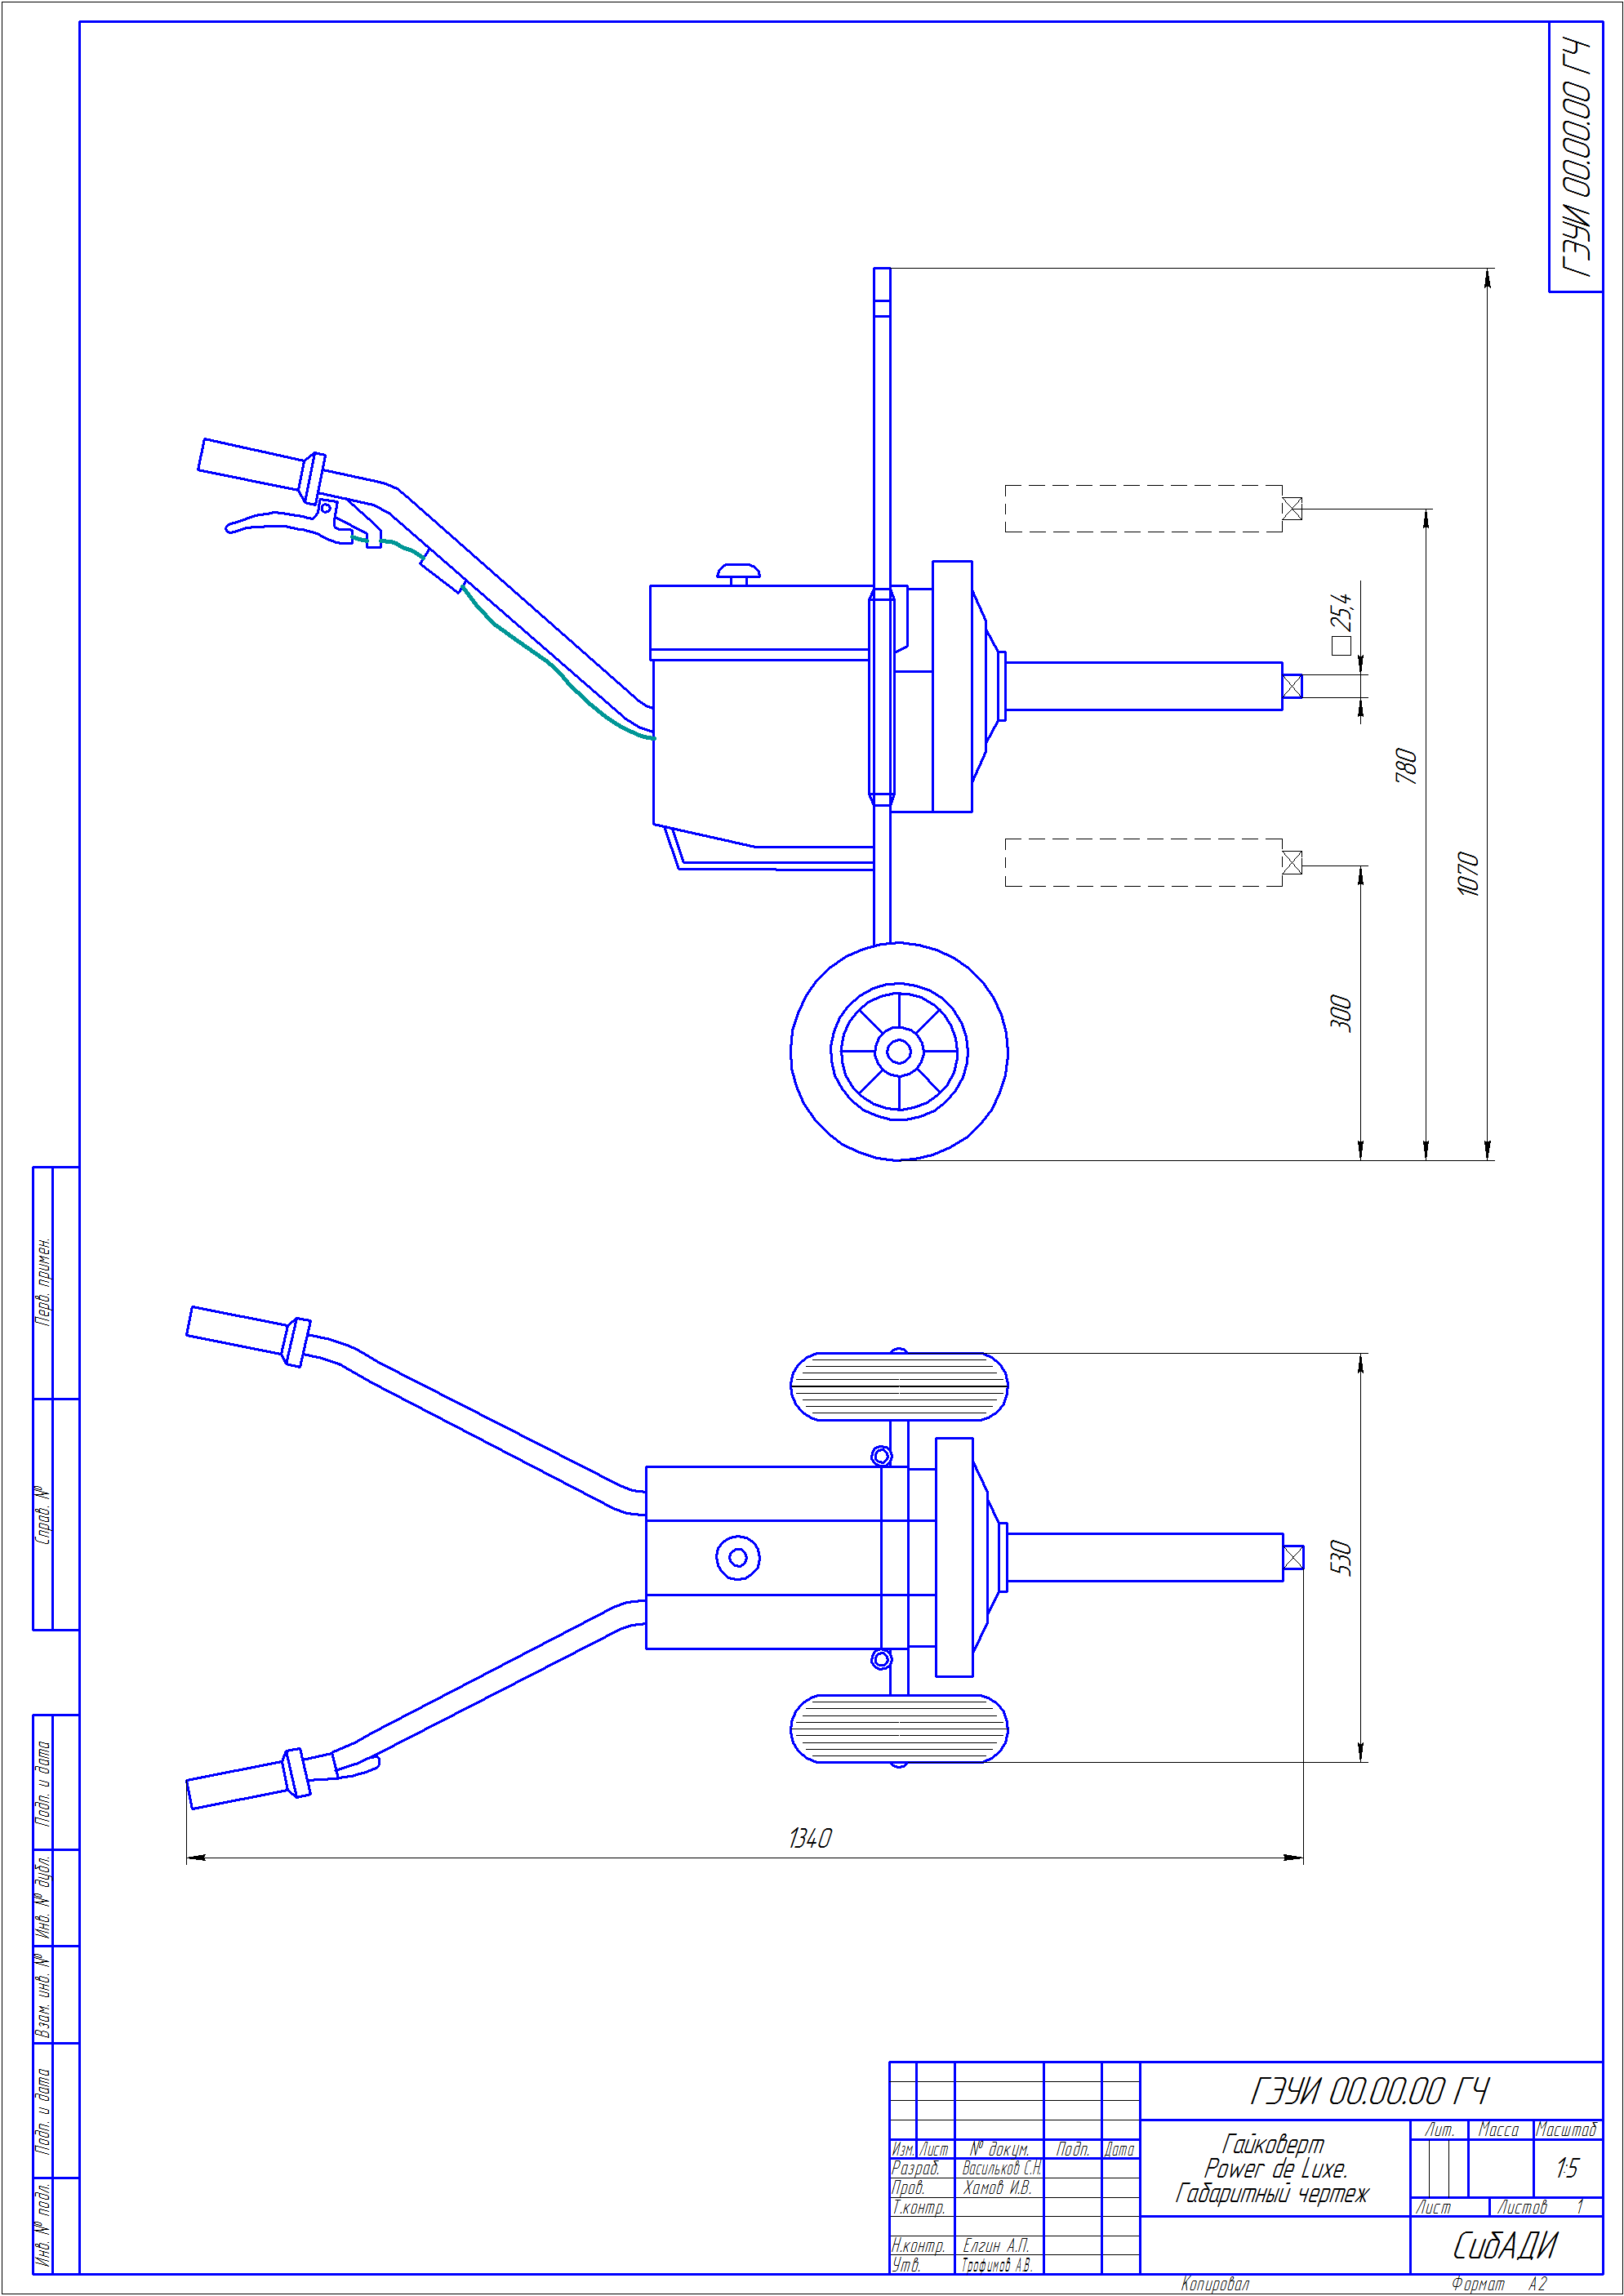 ГЭУИ 00.00.00 ГЧ
□25,4
780
1070
300
530
1340
Перв. примен.
Справ. №
Подп. и дата
Инв. № дубл.
Взам. инв. №
Подп. и дата
Инв. № подл.
ГЭУИ 00.00.00 ГЧ
Изм. Лист № докум. Подп. Дата
Разраб. Васильков С.Н.
Пров. Хамов И.В.
Т.контр.
Н.контр. Елгин А.П.
Утв. Трофимов А.В.
Гайковерт
Power de Luxe.
Габаритный чертеж
Лит. Масса Масштаб
1:5
Лист Листов 1
СибАДИ
Копировал Формат А2